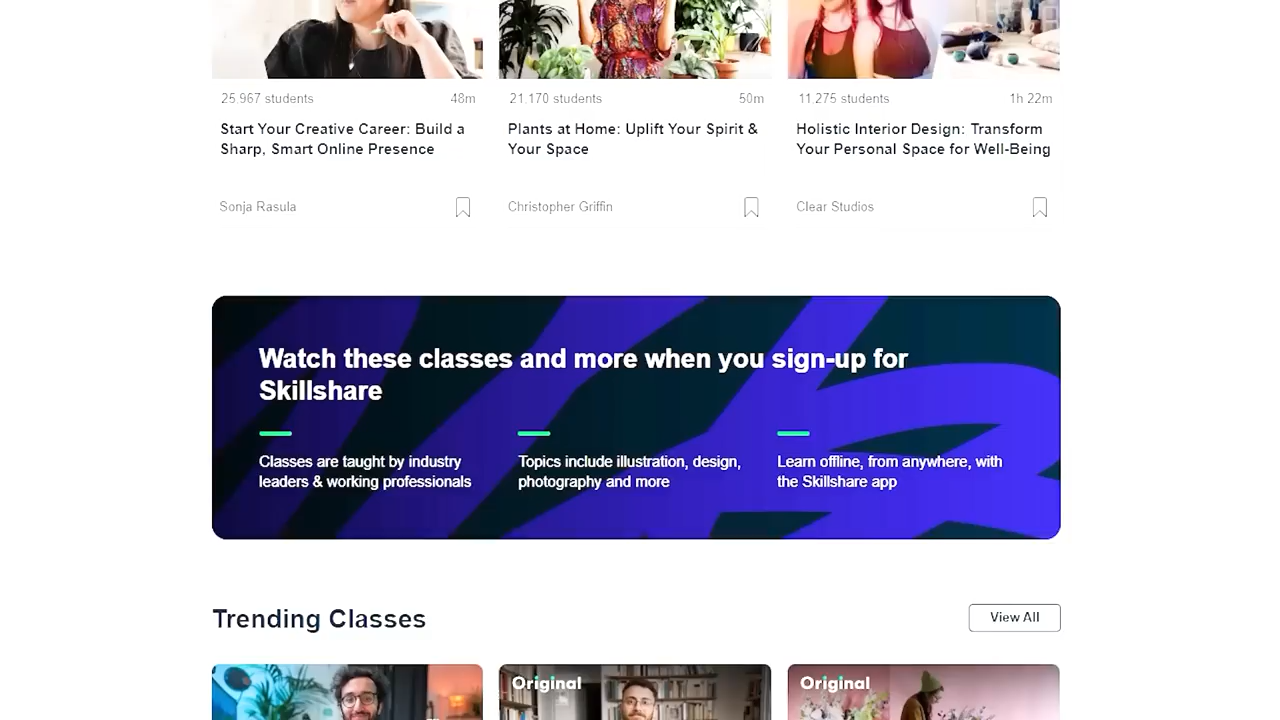 25,967 students 48m
Start Your Creative Career: Build a
Sharp, Smart Online Presence
Sonja Rasula
21,170 students 50m
Plants at Home: Uplift Your Spirit &
Your Space
Christopher Griffin
11,275 students 1h 22m
Holistic Interior Design: Transform
Your Personal Space for Well-Being
Clear Studios
Watch these classes and more when you sign-up for
Skillshare
Classes are taught by industry
leaders & working professionals
Topics include illustration, design,
photography and more
Learn offline, from anywhere, with
the Skillshare app
Trending Classes
View All
Original
Original